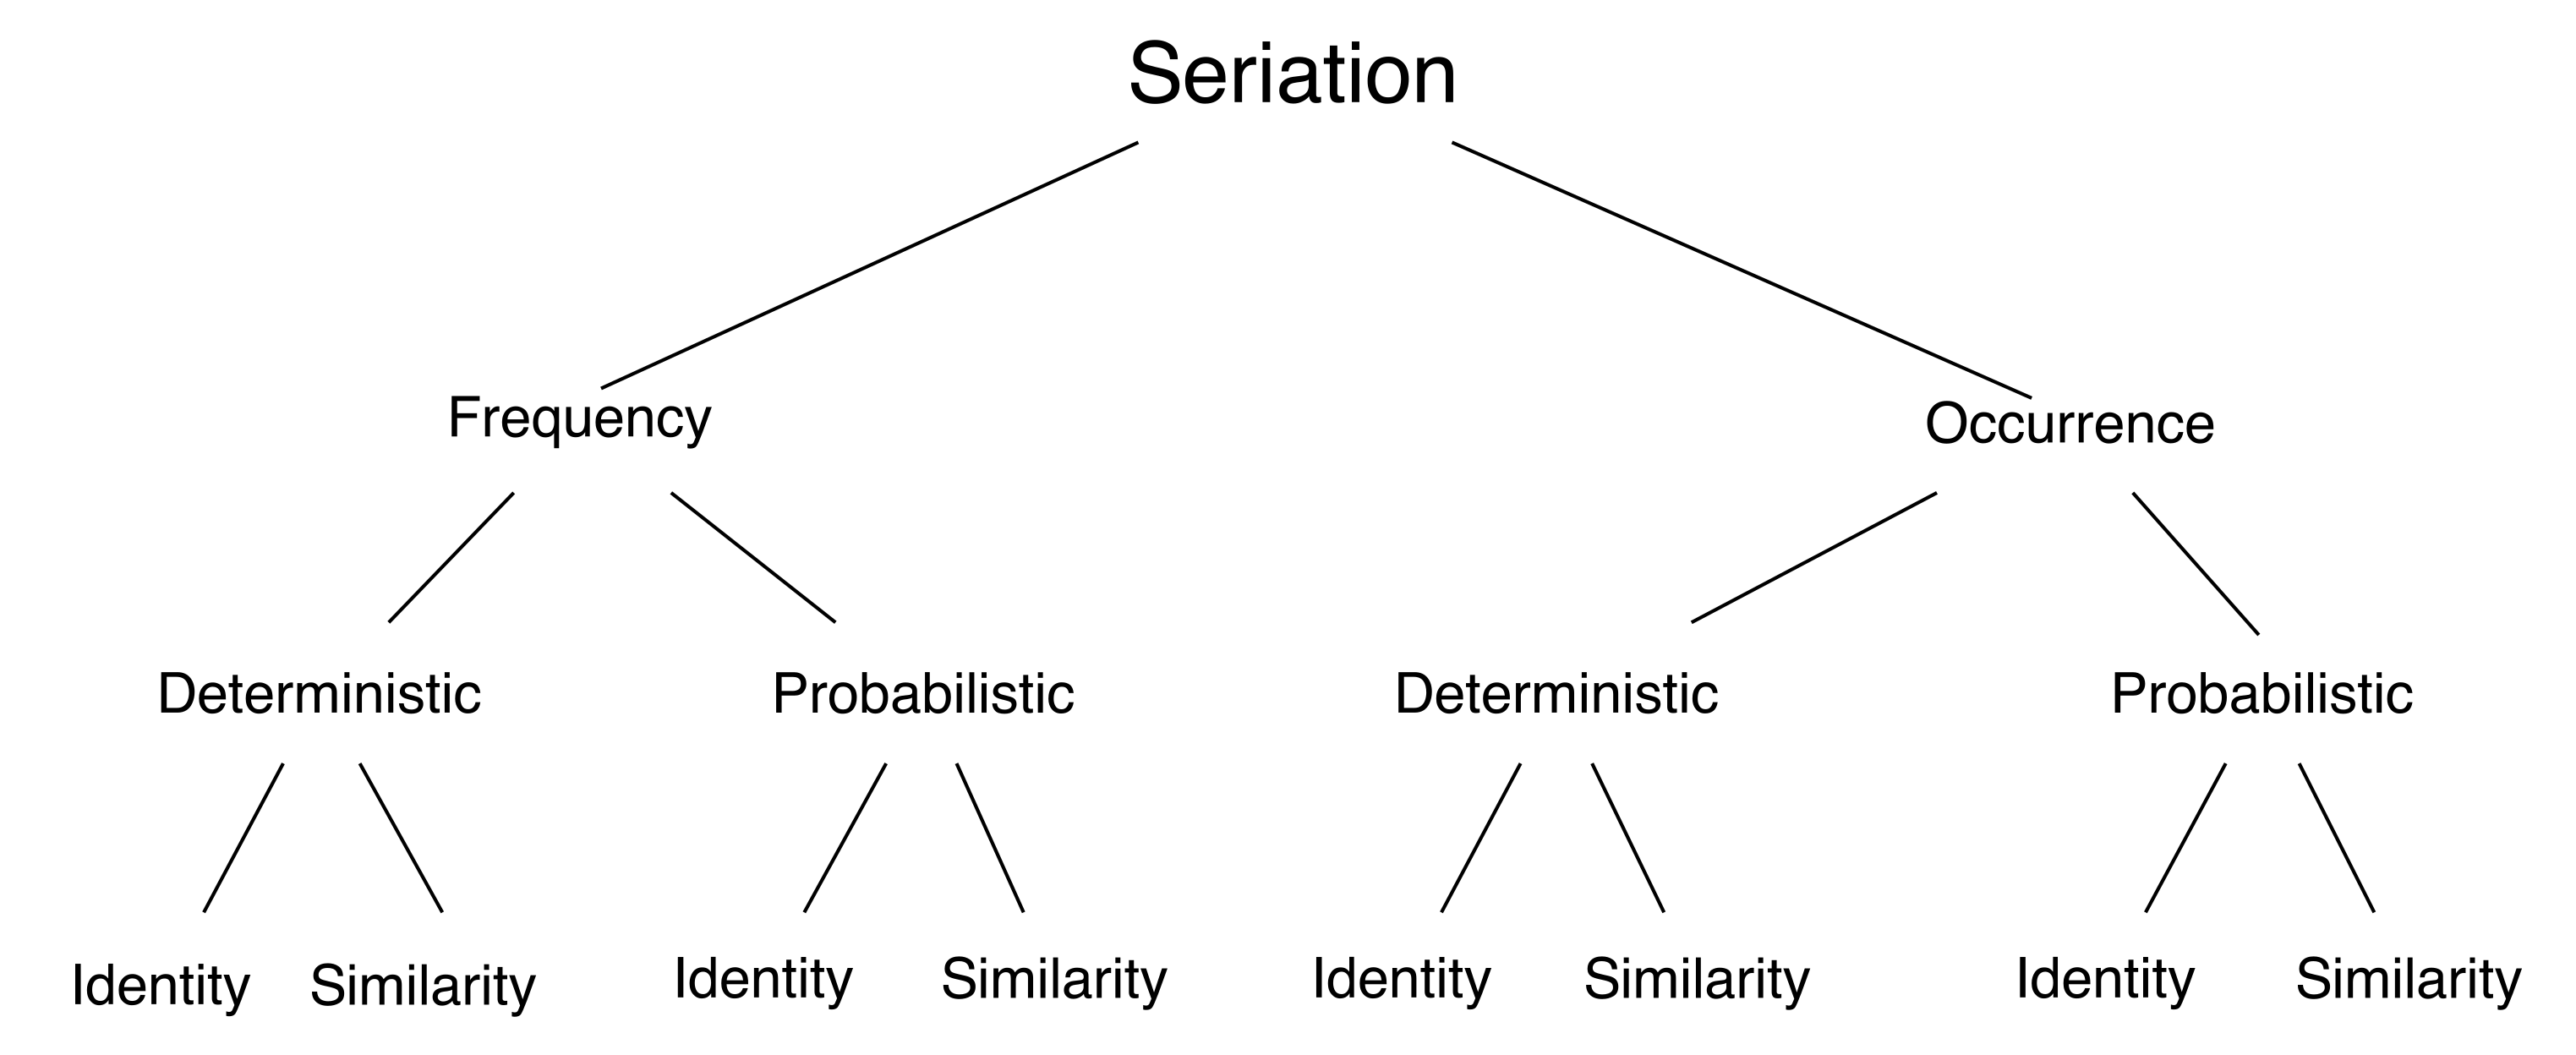 Seriation
Frequency Occurrence
Deterministic Probabilistic Deterministic Probabilistic
Identity Similarity Identity Similarity Identity Similarity Identity Similarity